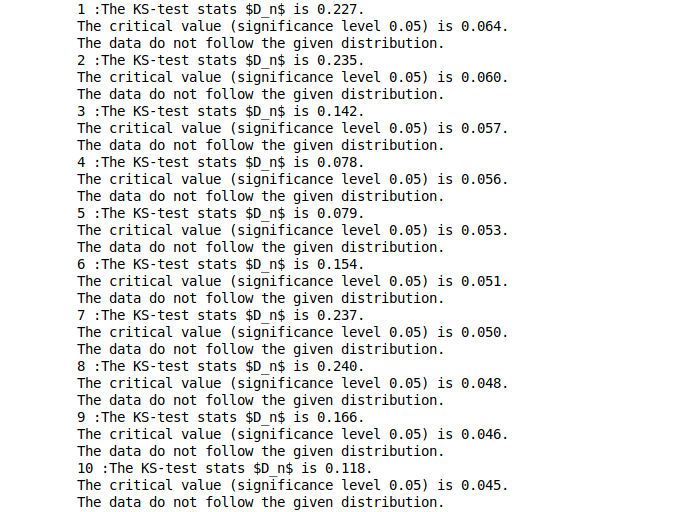 1 :The KS-test stats $D_n$ is 0.227.
The critical value (significance level 0.05) is 0.064.
The data do not follow the given distribution.
2 :The KS-test stats $D_n$ is 0.235.
The critical value (significance level 0.05) is 0.060.
The data do not follow the given distribution.
3 :The KS-test stats $D_n$ is 0.142.
The critical value (significance level 0.05) is 0.057.
The data do not follow the given distribution.
4 :The KS-test stats $D_n$ is 0.078.
The critical value (significance level 0.05) is 0.056.
The data do not follow the given distribution.
5 :The KS-test stats $D_n$ is 0.079.
The critical value (significance level 0.05) is 0.053.
The data do not follow the given distribution.
6 :The KS-test stats $D_n$ is 0.154.
The critical value (significance level 0.05) is 0.051.
The data do not follow the given distribution.
7 :The KS-test stats $D_n$ is 0.237.
The critical value (significance level 0.05) is 0.050.
The data do not follow the given distribution.
8 :The KS-test stats $D_n$ is 0.240.
The critical value (significance level 0.05) is 0.048.
The data do not follow the given distribution.
9 :The KS-test stats $D_n$ is 0.166.
The critical value (significance level 0.05) is 0.046.
The data do not follow the given distribution.
10 :The KS-test stats $D_n$ is 0.118.
The critical value (significance level 0.05) is 0.045.
The data do not follow the given distribution.